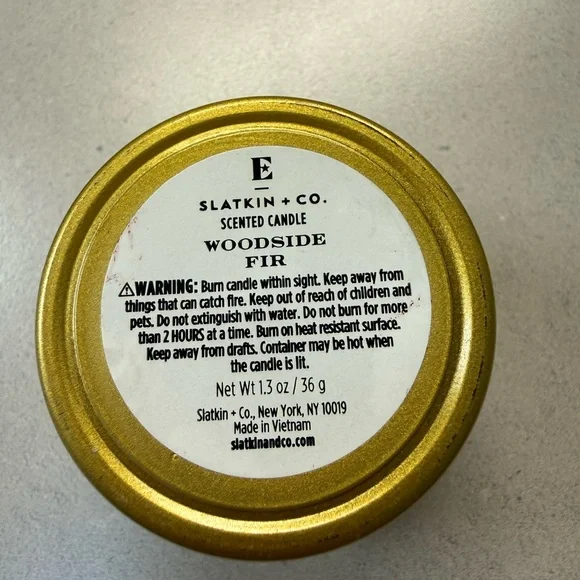 E
SLATKIN + CO.
SCENTED CANDLE
WOODSIDE
FIR
⚠WARNING: Burn candle within sight. Keep away from
things that can catch fire. Keep out of reach of children and
pets. Do not extinguish with water. Do not burn for more
than 2 HOURS at a time. Burn on heat resistant surface.
Keep away from drafts. Container may be hot when
the candle is lit.
Net Wt 1.3 oz / 36 g
Slatkin + Co., New York, NY 10019
Made in Vietnam
slatkinandco.com